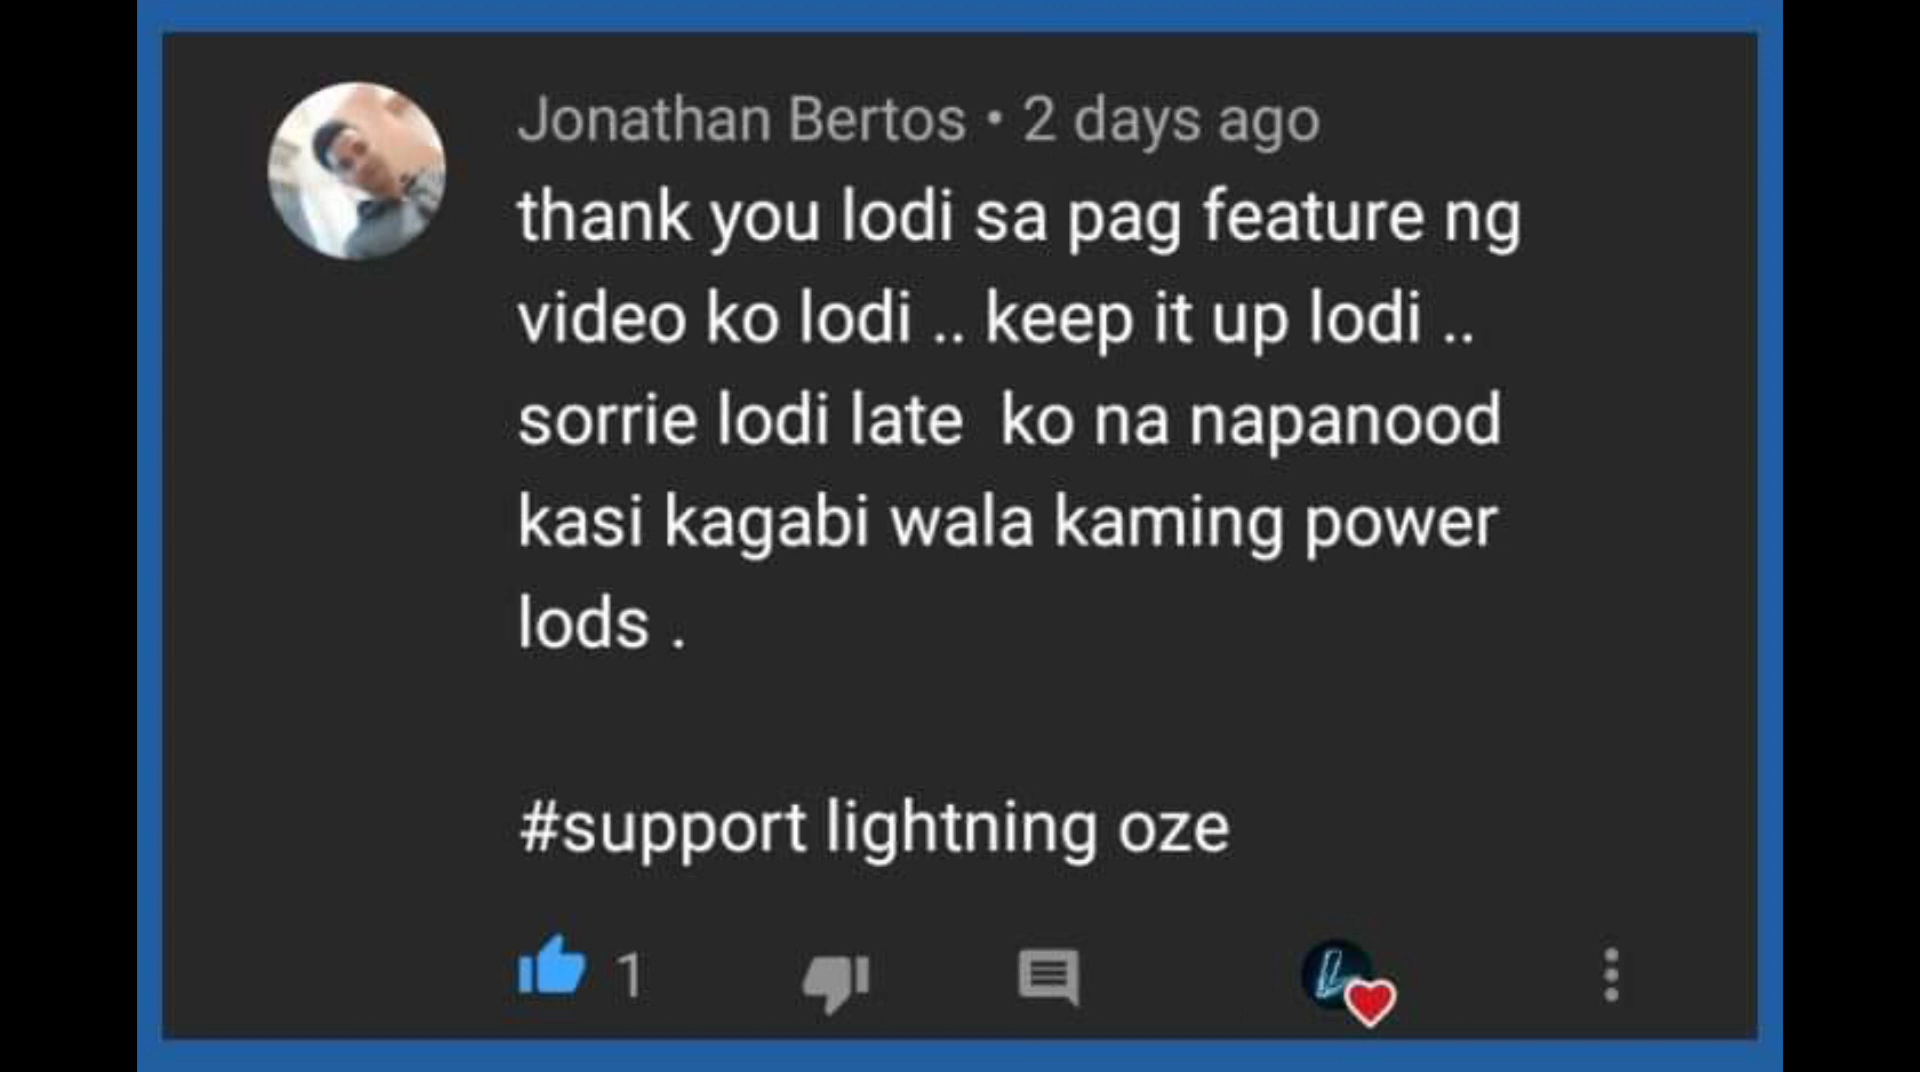 Jonathan Bertos • 2 days ago
thank you lodi sa pag feature ng
video ko lodi .. keep it up lodi ..
sorrie lodi late  ko na napanood
kasi kagabi wala kaming power
lods .
#support lightning oze
1
L